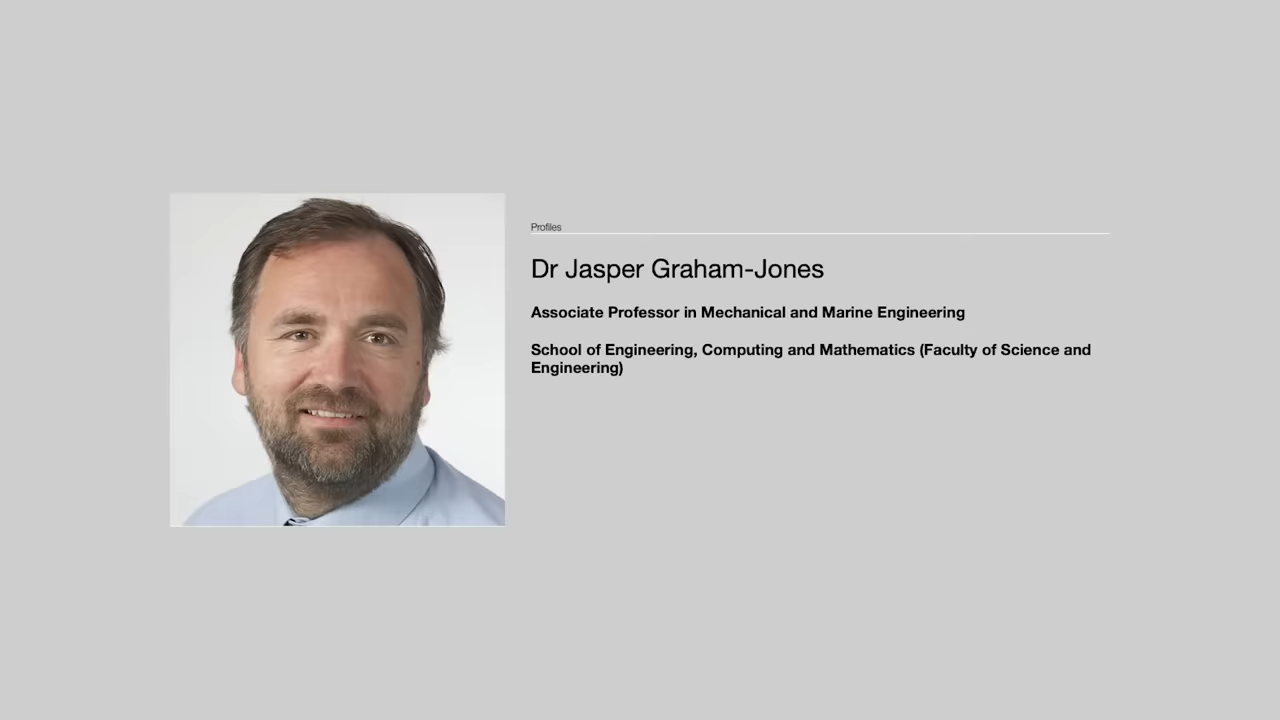 Profiles
Dr Jasper Graham-Jones
Associate Professor in Mechanical and Marine Engineering
School of Engineering, Computing and Mathematics (Faculty of Science and
Engineering)